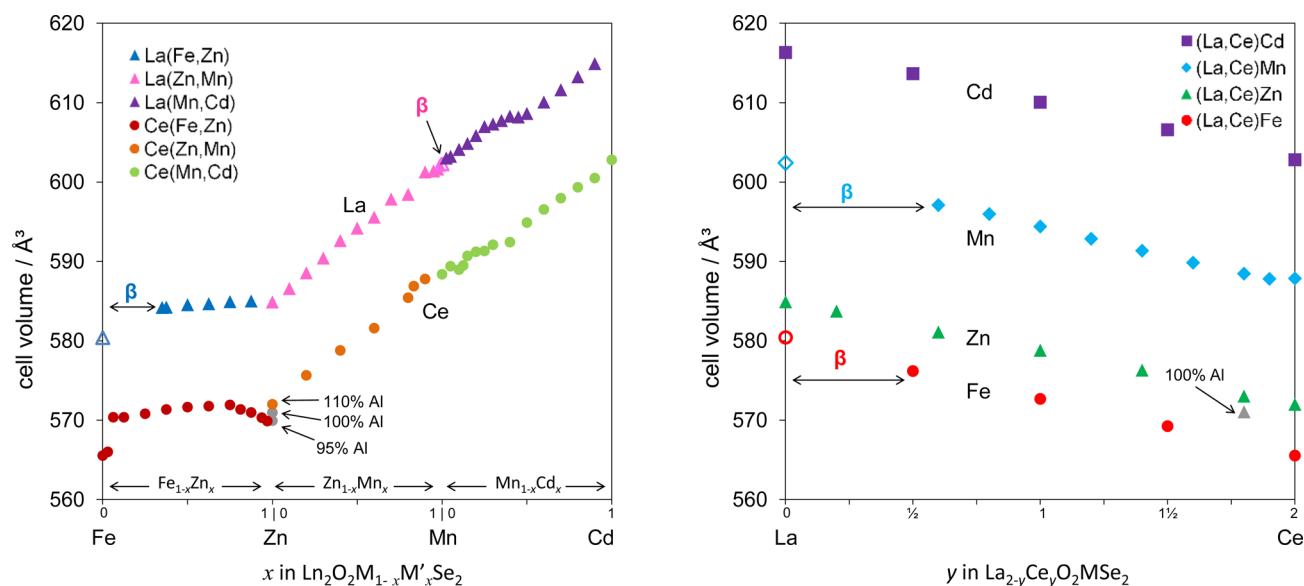 620
610
600
590
580
570
560
cell volume / Å³
La(Fe,Zn)
La(Zn,Mn)
La(Mn,Cd)
Ce(Fe,Zn)
Ce(Zn,Mn)
Ce(Mn,Cd)
β
La
β
Ce
110% Al
100% Al
95% Al
Fe₁₋ₓZnₓ
Zn₁₋ₓMnₓ
Mn₁₋ₓCdₓ
0 1 | 0 1 | 0 1
Fe Zn Mn Cd
x in Ln₂O₂M₁₋ₓM’ₓSe₂
620
610
600
590
580
570
560
cell volume / Å³
(La,Ce)Cd
(La,Ce)Mn
(La,Ce)Zn
(La,Ce)Fe
Cd
β
Mn
Zn
β
Fe
100% Al
0 ½ 1 1½ 2
La Ce
y in La₂₋yCeyO₂MSe₂